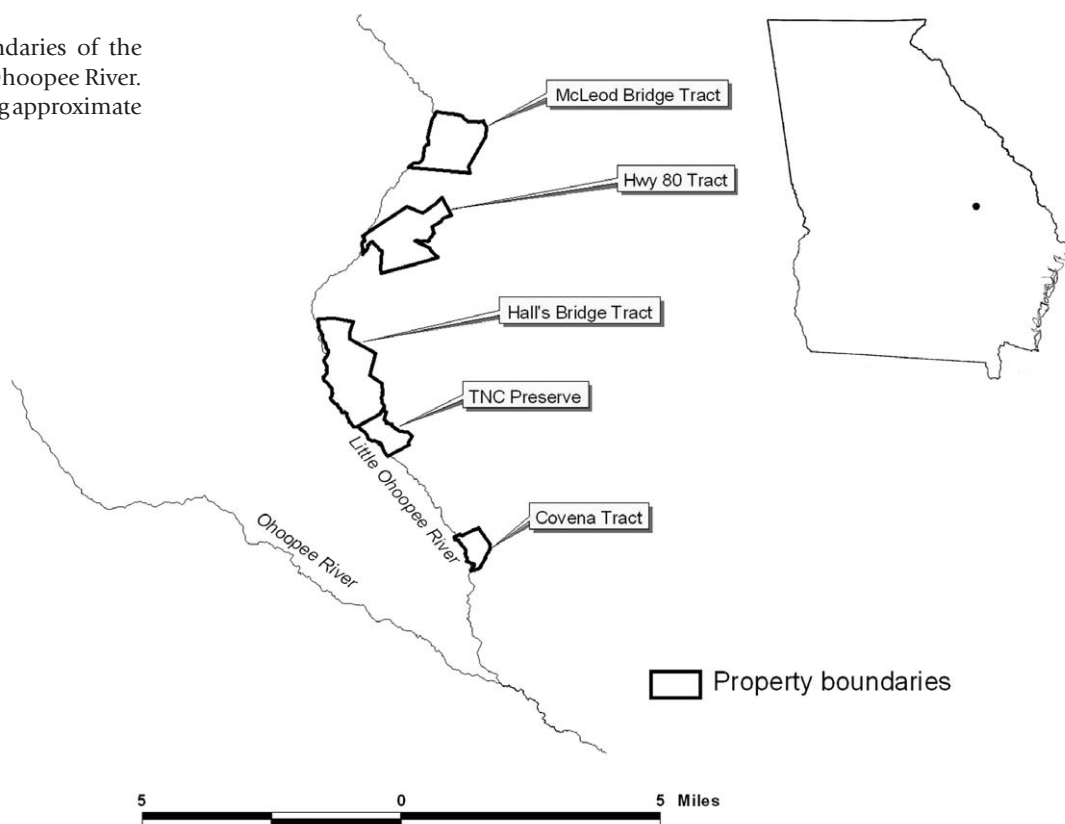 ndaries of the
Ohoopee River.
g approximate
McLeod Bridge Tract
Hwy 80 Tract
Hall's Bridge Tract
TNC Preserve
Little Ohoopee River
Covena Tract
Ohoopee River
Property boundaries
5 0 5 Miles